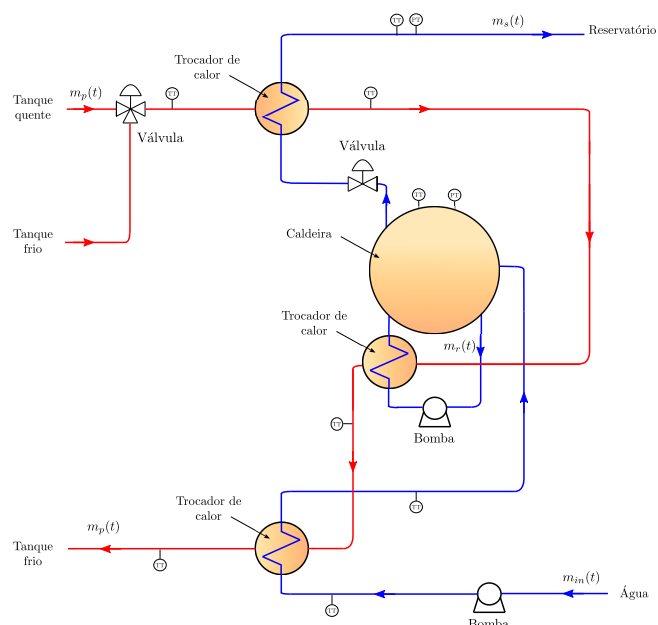 TT
PT
m_s(t)
Reservatório
Trocador de
calor
m_p(t)
Tanque
quente
TT
TT
Válvula
Válvula
TT
PT
Tanque
frio
Caldeira
Trocador de
calor
m_r(t)
TT
Bomba
Trocador de
calor
TT
m_p(t)
Tanque
frio
TT
m_in(t)
Água
TT
Bomba